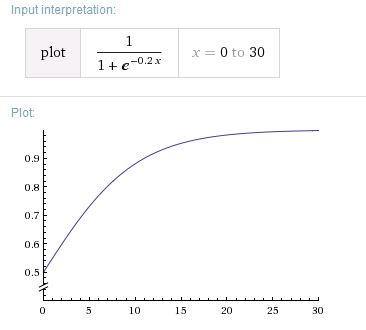 Input interpretation:
plot 1 / (1 + e^(-0.2 x)) x = 0 to 30
Plot:
0.9
0.8
0.7
0.6
0.5
0 5 10 15 20 25 30